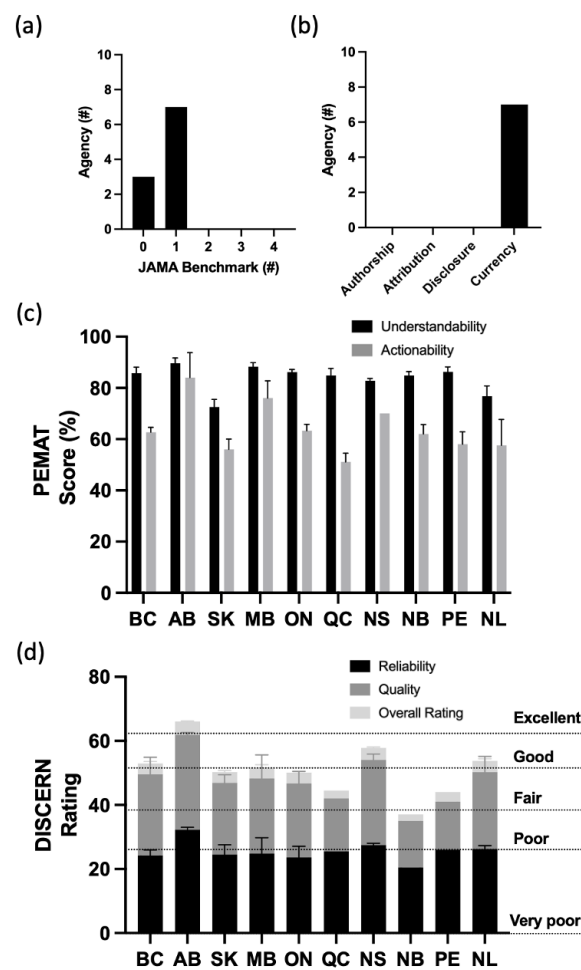 (a)
(b)
10
8
6
4
2
0
Agency (#)
0 1 2 3 4
JAMA Benchmark (#)
10
8
6
4
2
0
Agency (#)
Authorship
Attribution
Disclosure
Currency
(c)
Understandability
Actionability
100
80
60
40
20
0
PEMAT
Score (%)
BC AB SK MB ON QC NS NB PE NL
(d)
Reliability
Quality
Overall Rating
80
60
40
20
0
DISCERN
Rating
Excellent
Good
Fair
Poor
Very poor
BC AB SK MB ON QC NS NB PE NL